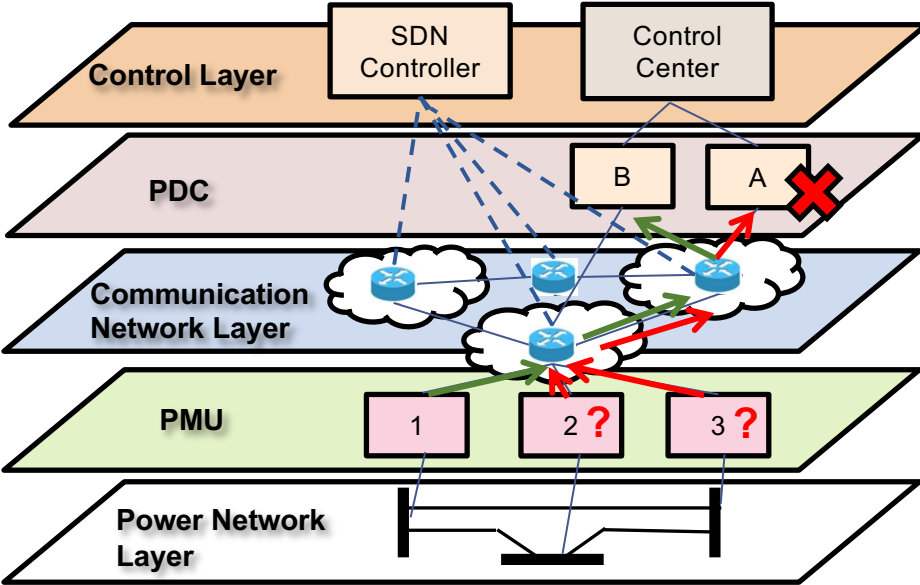 SDN
Controller
Control
Center
Control Layer
PDC
B
A
Communication
Network Layer
PMU
1
2 ?
3 ?
Power Network
Layer